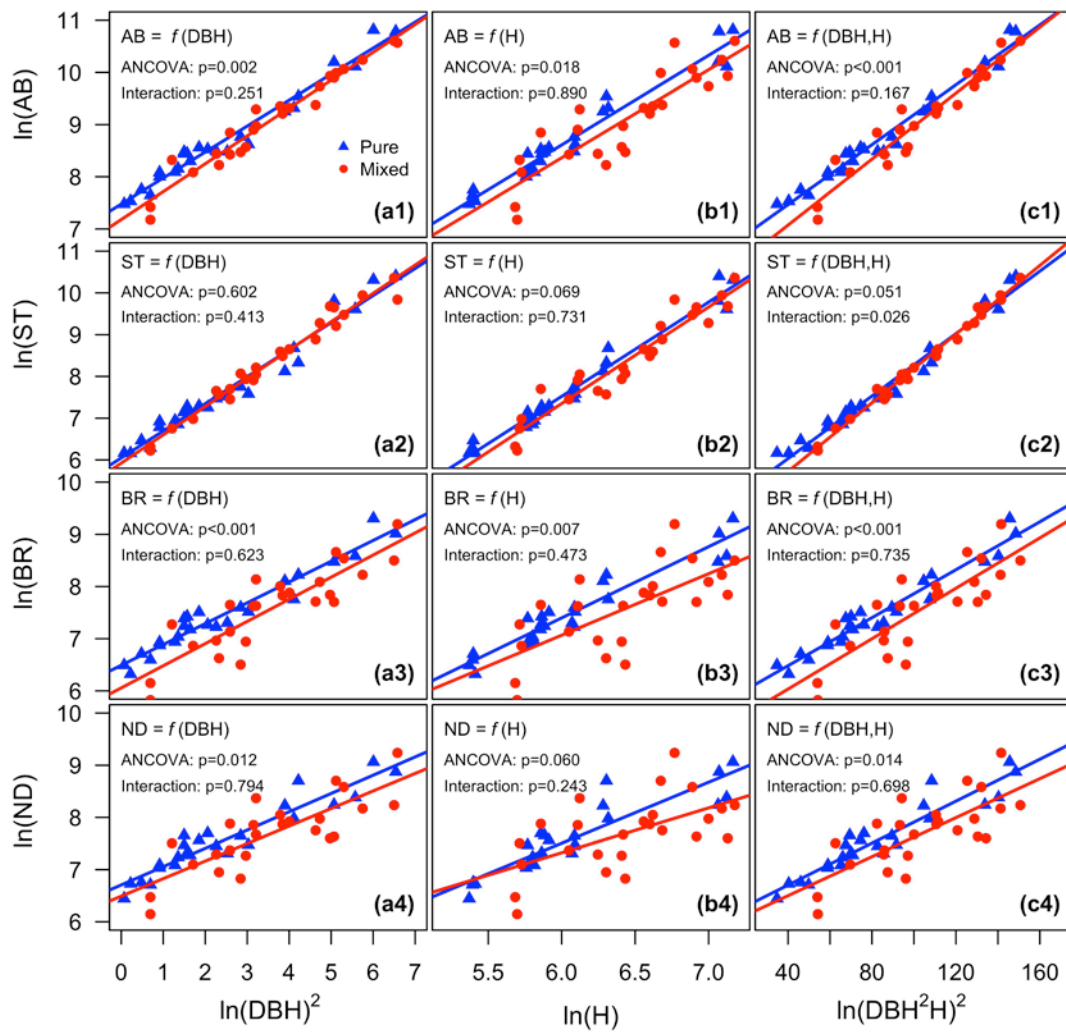 AB = f(DBH)
ANCOVA: p=0.002
Interaction: p=0.251
Pure
Mixed
(a1)
AB = f(H)
ANCOVA: p=0.018
Interaction: p=0.890
(b1)
AB = f(DBH,H)
ANCOVA: p<0.001
Interaction: p=0.167
(c1)
ln(AB)
11
10
9
8
7
ST = f(DBH)
ANCOVA: p=0.602
Interaction: p=0.413
(a2)
ST = f(H)
ANCOVA: p=0.069
Interaction: p=0.731
(b2)
ST = f(DBH,H)
ANCOVA: p=0.051
Interaction: p=0.026
(c2)
ln(ST)
11
10
9
8
7
6
BR = f(DBH)
ANCOVA: p<0.001
Interaction: p=0.623
(a3)
BR = f(H)
ANCOVA: p=0.007
Interaction: p=0.473
(b3)
BR = f(DBH,H)
ANCOVA: p<0.001
Interaction: p=0.735
(c3)
ln(BR)
10
9
8
7
6
ND = f(DBH)
ANCOVA: p=0.012
Interaction: p=0.794
(a4)
ND = f(H)
ANCOVA: p=0.060
Interaction: p=0.243
(b4)
ND = f(DBH,H)
ANCOVA: p=0.014
Interaction: p=0.698
(c4)
ln(ND)
10
9
8
7
6
0 1 2 3 4 5 6 7
5.5 6.0 6.5 7.0
40 80 120 160
ln(DBH)²
ln(H)
ln(DBH²H)²